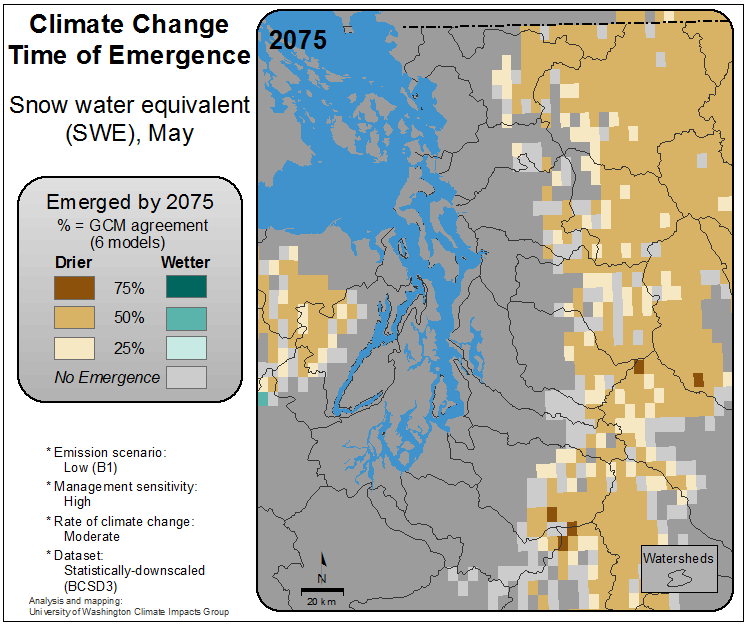 Climate Change
Time of Emergence
Snow water equivalent
(SWE), May
Emerged by 2075
% = GCM agreement
(6 models)
Drier Wetter
75%
50%
25%
No Emergence
* Emission scenario:
Low (B1)
* Management sensitivity:
High
* Rate of climate change:
Moderate
* Dataset:
Statistically-downscaled
(BCSD3)
Analysis and mapping:
University of Washington Climate Impacts Group
2075
N
20 km
Watersheds